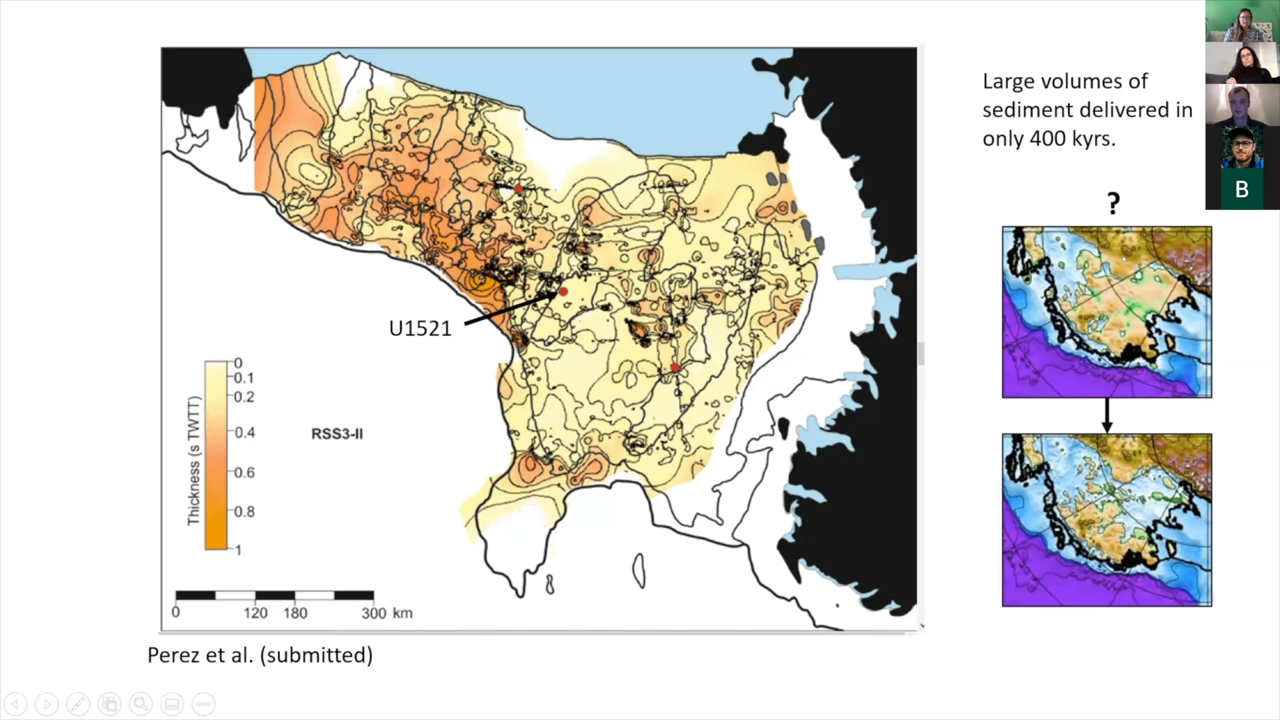 Large volumes of
sediment delivered in
only 400 kyrs.
B
?
U1521
0
0.1
0.2
0.4
0.6
0.8
1
Thickness (s TWTT)
RSS3-II
0
120
180
300 km
Perez et al. (submitted)